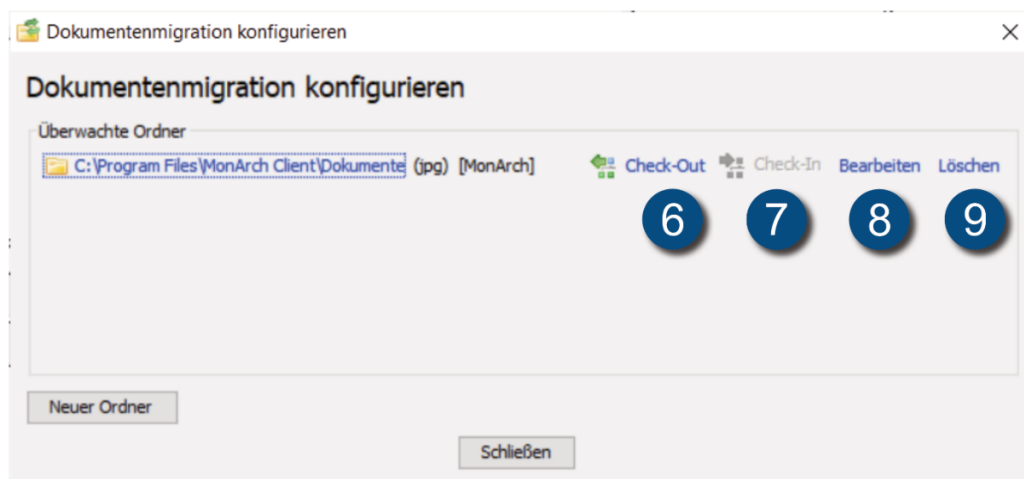 Dokumentenmigration konfigurieren
Dokumentenmigration konfigurieren
Überwachte Ordner
C:\Program Files\MonArch Client\Dokumente (jpg) [MonArch] Check-Out Check-In Bearbeiten Löschen
6 7 8 9
Neuer Ordner
Schließen